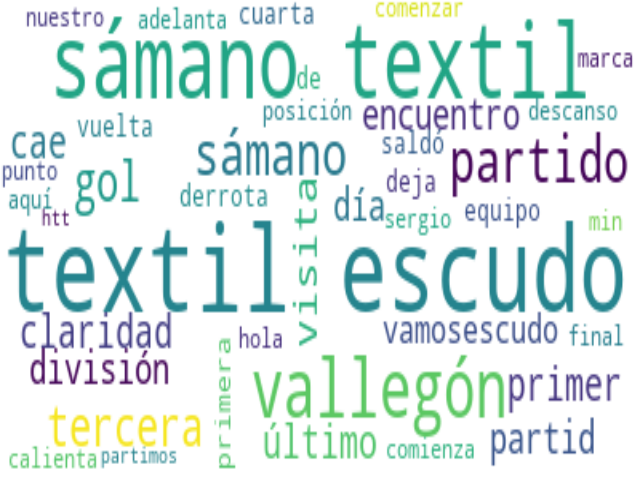 nuestro adelanta cuarta comenzar
sámano de textil marca
posición encuentro descanso
cae vuelta sámano saldó partido
punto gol derrota deja
aquí htt visita día sergio equipo min
textil escudo
claridad hola vamosescudo final
división primera vallegón primer
tercera último comienza partid
calienta partimos